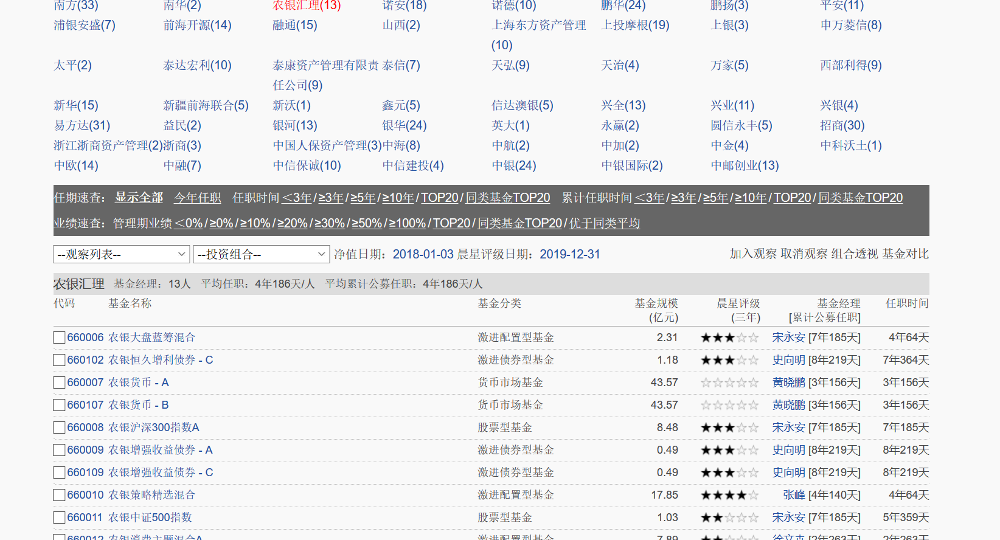 南方(33) 南华(2) 农银汇理(13) 诺安(18) 诺德(10) 鹏华(24) 鹏扬(3) 平安(11)
浦银安盛(7) 前海开源(14) 融通(15) 山西(2) 上海东方资产管理(10) 上投摩根(19) 上银(3) 申万菱信(8)
太平(2) 泰达宏利(10) 泰康资产管理有限责任公司(9) 泰信(7) 天弘(9) 天治(4) 万家(5) 西部利得(9)
新华(15) 新疆前海联合(5) 新沃(1) 鑫元(5) 信达澳银(5) 兴全(13) 兴业(11) 兴银(4)
易方达(31) 益民(2) 银河(13) 银华(24) 英大(1) 永赢(2) 圆信永丰(5) 招商(30)
浙江浙商资产管理(2) 浙商(3) 中国人保资产管理(3) 中海(8) 中航(2) 中加(2) 中金(4) 中科沃土(1)
中欧(14) 中融(7) 中信保诚(10) 中信建投(4) 中银(24) 中银国际(2) 中邮创业(13)
任期速查： 显示全部 今年任职 任职时间 <3年/≥3年/≥5年/≥10年/TOP20/同类基金TOP20 累计任职时间 <3年/≥3年/≥5年/≥10年/TOP20/同类基金TOP20
业绩速查：管理期业绩 <0%/≥0%/≥10%/≥20%/≥30%/≥50%/≥100%/TOP20/同类基金TOP20/优于同类平均
--观察列表-- --投资组合-- 净值日期：2018-01-03 晨星评级日期：2019-12-31 加入观察 取消观察 组合透视 基金对比
农银汇理 基金经理：13人 平均任职：4年186天/人 平均累计公募任职：4年186天/人
代码 基金名称 基金分类 基金规模 晨星评级 基金经理 任职时间
(亿元) (三年) [累计公募任职]
660006 农银大盘蓝筹混合 激进配置型基金 2.31 ★★★☆☆ 宋永安 [7年185天] 4年64天
660102 农银恒久增利债券 - C 激进债券型基金 1.18 ★★★☆☆ 史向明 [8年219天] 7年364天
660007 农银货币 - A 货币市场基金 43.57 ☆☆☆☆☆ 黄晓鹏 [3年156天] 3年156天
660107 农银货币 - B 货币市场基金 43.57 ☆☆☆☆☆ 黄晓鹏 [3年156天] 3年156天
660008 农银沪深300指数A 股票型基金 8.48 ★★★☆☆ 宋永安 [7年185天] 7年185天
660009 农银增强收益债券 - A 激进债券型基金 0.49 ★★★☆☆ 史向明 [8年219天] 8年219天
660109 农银增强收益债券 - C 激进债券型基金 0.49 ★★★☆☆ 史向明 [8年219天] 8年219天
660010 农银策略精选混合 激进配置型基金 17.85 ★★★★☆ 张峰 [4年140天] 4年64天
660011 农银中证500指数 股票型基金 1.03 ★★☆☆☆ 宋永安 [7年185天] 5年359天
660012 农银消费主题混合A 激进配置型基金 7.89 ★★☆☆☆ [2年263天] 2年263天